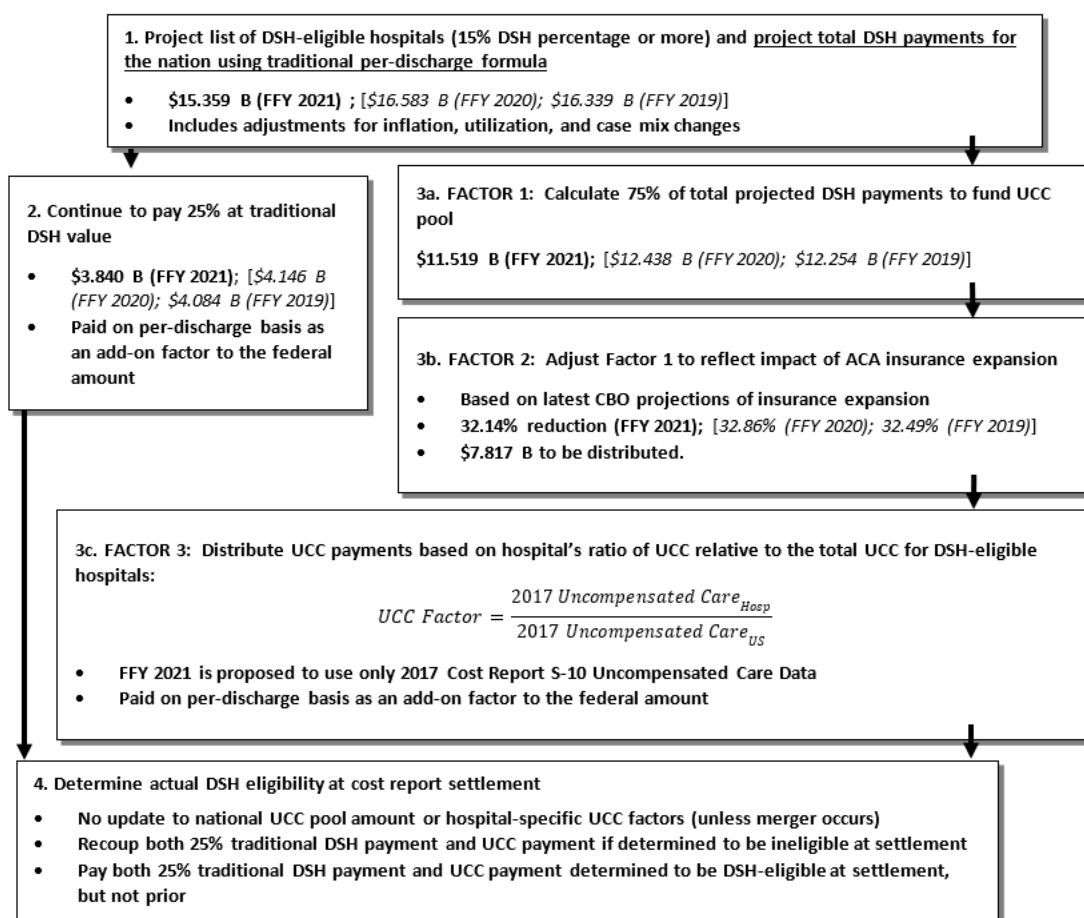 1. Project list of DSH-eligible hospitals (15% DSH percentage or more) and project total DSH payments for
the nation using traditional per-discharge formula
• $15.359 B (FFY 2021) ; [$16.583 B (FFY 2020); $16.339 B (FFY 2019)]
• Includes adjustments for inflation, utilization, and case mix changes
2. Continue to pay 25% at traditional
DSH value
• $3.840 B (FFY 2021); [$4.146 B
(FFY 2020); $4.084 B (FFY 2019)]
• Paid on per-discharge basis as
an add-on factor to the federal
amount
3a. FACTOR 1: Calculate 75% of total projected DSH payments to fund UCC
pool
$11.519 B (FFY 2021); [$12.438 B (FFY 2020); $12.254 B (FFY 2019)]
3b. FACTOR 2: Adjust Factor 1 to reflect impact of ACA insurance expansion
• Based on latest CBO projections of insurance expansion
• 32.14% reduction (FFY 2021); [32.86% (FFY 2020); 32.49% (FFY 2019)]
• $7.817 B to be distributed.
3c. FACTOR 3: Distribute UCC payments based on hospital's ratio of UCC relative to the total UCC for DSH-eligible
hospitals:
UCC Factor = 2017 Uncompensated Care Hosp
2017 Uncompensated Care US
• FFY 2021 is proposed to use only 2017 Cost Report S-10 Uncompensated Care Data
• Paid on per-discharge basis as an add-on factor to the federal amount
4. Determine actual DSH eligibility at cost report settlement
• No update to national UCC pool amount or hospital-specific UCC factors (unless merger occurs)
• Recoup both 25% traditional DSH payment and UCC payment if determined to be ineligible at settlement
• Pay both 25% traditional DSH payment and UCC payment determined to be DSH-eligible at settlement,
but not prior